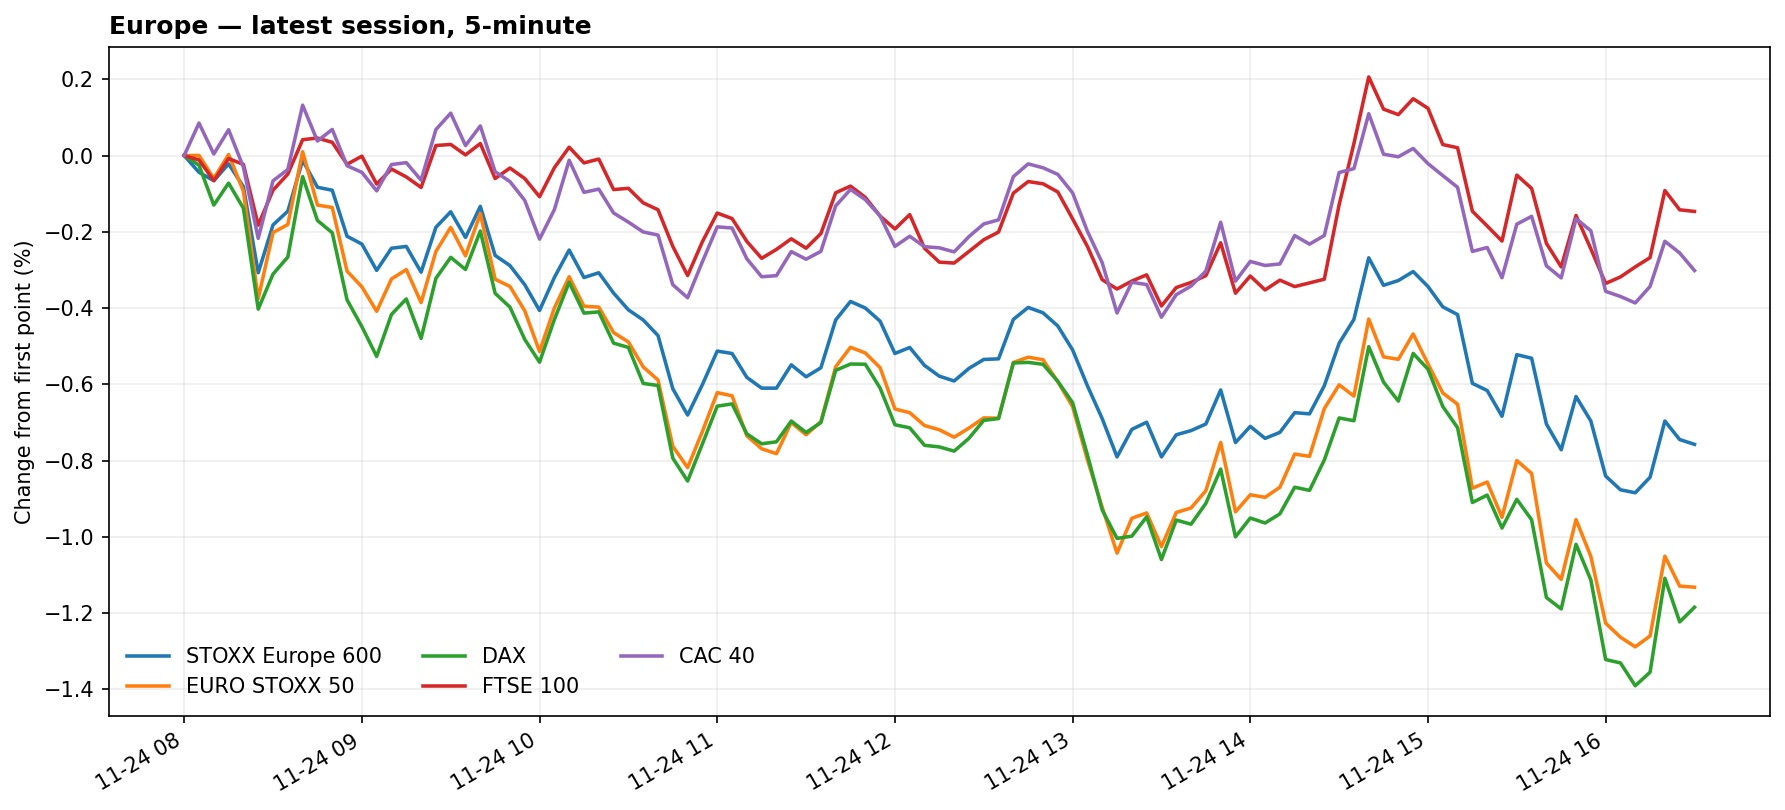 Europe — latest session, 5-minute
Change from first point (%)
0.2
0.0
−0.2
−0.4
−0.6
−0.8
−1.0
−1.2
−1.4
STOXX Europe 600
EURO STOXX 50
DAX
FTSE 100
CAC 40
11-24 08
11-24 09
11-24 10
11-24 11
11-24 12
11-24 13
11-24 14
11-24 15
11-24 16